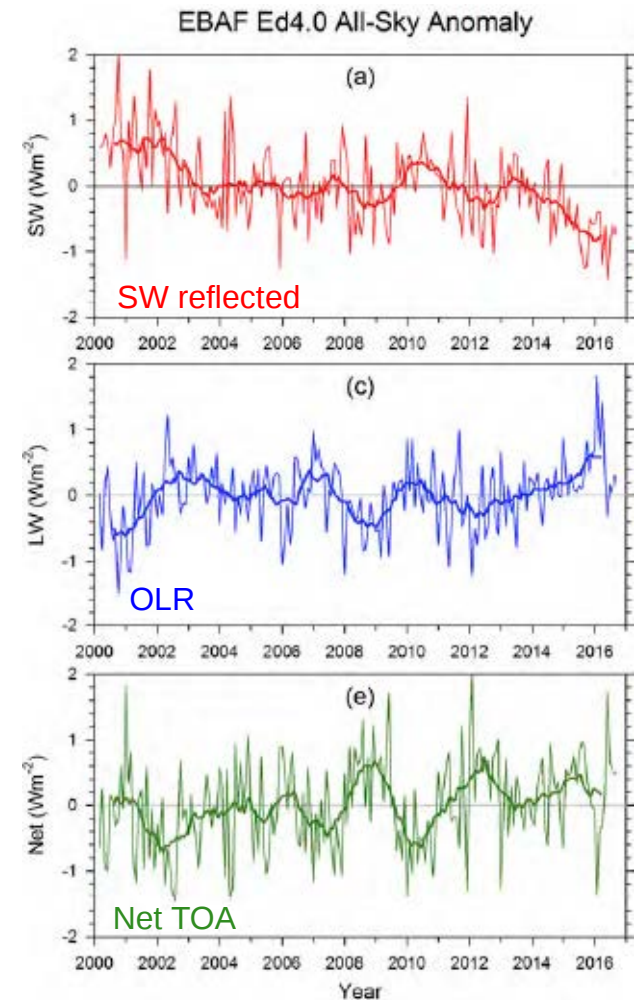 EBAF Ed4.0 All-Sky Anomaly
(a)
2
1
0
-1
-2
SW (Wm-2)
SW reflected
2000 2002 2004 2006 2008 2010 2012 2014 2016
(c)
2
1
0
-1
-2
LW (Wm-2)
OLR
2000 2002 2004 2006 2008 2010 2012 2014 2016
(e)
2
1
0
-1
-2
Net (Wm-2)
Net TOA
2000 2002 2004 2006 2008 2010 2012 2014 2016
Year